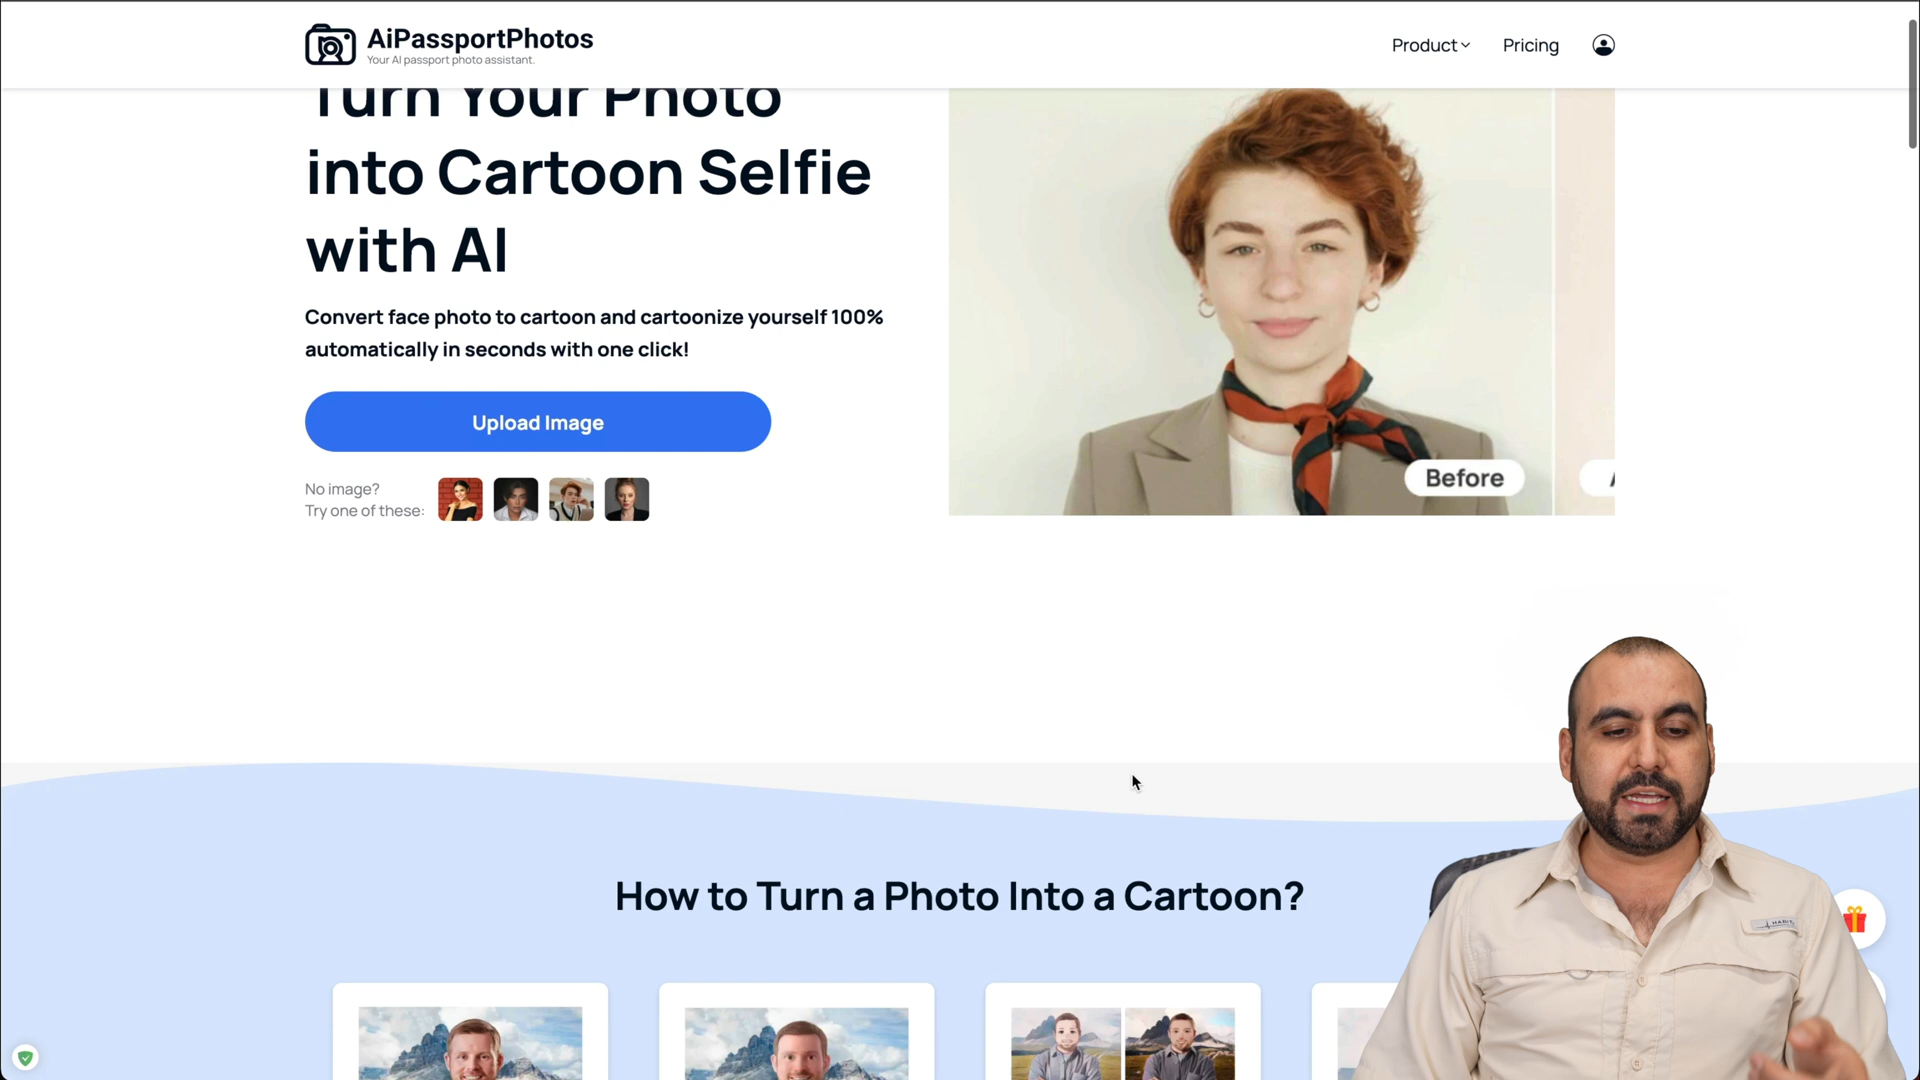 AiPassportPhotos
Your AI passport photo assistant.
Product
Pricing
Turn Your Photo
into Cartoon Selfie
with AI
Convert face photo to cartoon and cartoonize yourself 100%
automatically in seconds with one click!
Upload Image
No image?
Try one of these:
Before
How to Turn a Photo Into a Cartoon?